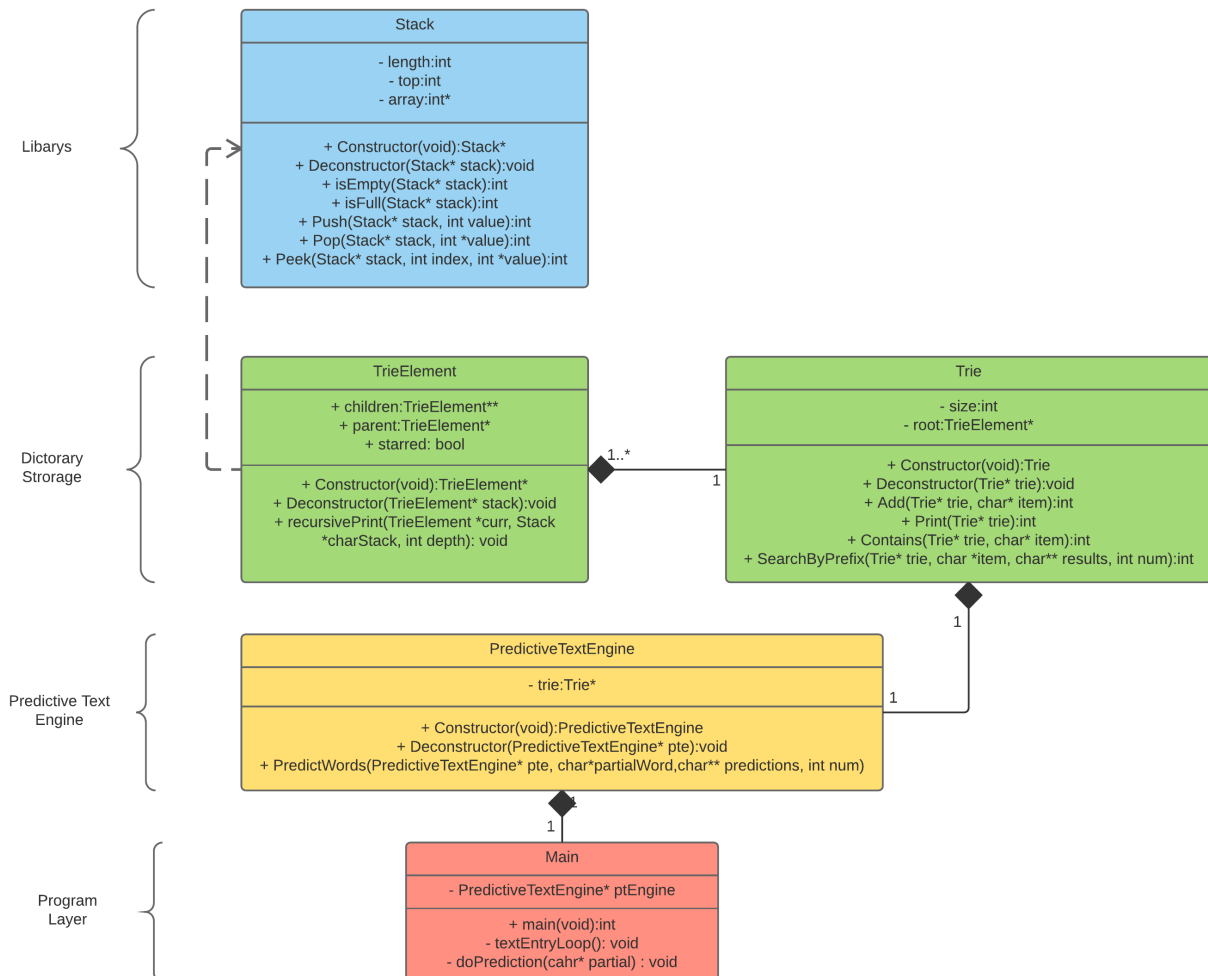 Stack
- length:int
- top:int
- array:int*
Libarys
+ Constructor(void):Stack*
+ Deconstructor(Stack* stack):void
+ isEmpty(Stack* stack):int
+ isFull(Stack* stack):int
+ Push(Stack* stack, int value):int
+ Pop(Stack* stack, int *value):int
+ Peek(Stack* stack, int index, int *value):int
Dictorary
Strorage
TrieElement
+ children:TrieElement**
+ parent:TrieElement*
+ starred: bool
+ Constructor(void):TrieElement*
+ Deconstructor(TrieElement* stack):void
+ recursivePrint(TrieElement *curr, Stack
*charStack, int depth): void
1..*
1
Trie
- size:int
- root:TrieElement*
+ Constructor(void):Trie
+ Deconstructor(Trie* trie):void
+ Add(Trie* trie, char* item):int
+ Print(Trie* trie):int
+ Contains(Trie* trie, char* item):int
+ SearchByPrefix(Trie* trie, char *item, char** results, int num):int
1
1
Predictive Text
Engine
PredictiveTextEngine
- trie:Trie*
+ Constructor(void):PredictiveTextEngine
+ Deconstructor(PredictiveTextEngine* pte):void
+ PredictWords(PredictiveTextEngine* pte, char*partialWord,char** predictions, int num)
1
1
Program
Layer
Main
- PredictiveTextEngine* ptEngine
+ main(void):int
- textEntryLoop(): void
- doPrediction(cahr* partial) : void